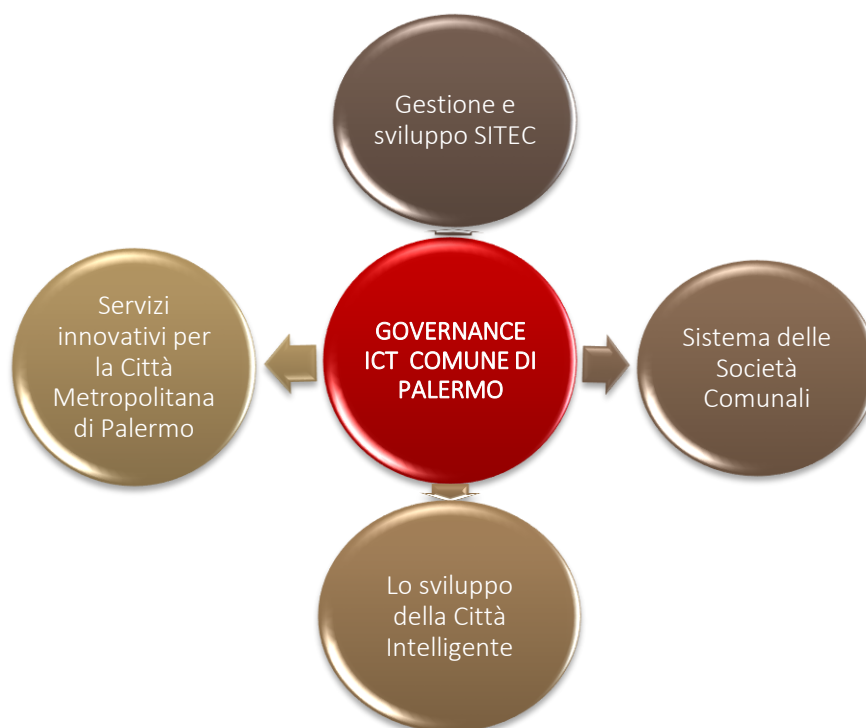 Gestione e
sviluppo SITEC
Servizi
innovativi per
la Città
Metropolitana
di Palermo
GOVERNANCE
ICT COMUNE DI
PALERMO
Sistema delle
Società
Comunali
Lo sviluppo
della Città
Intelligente